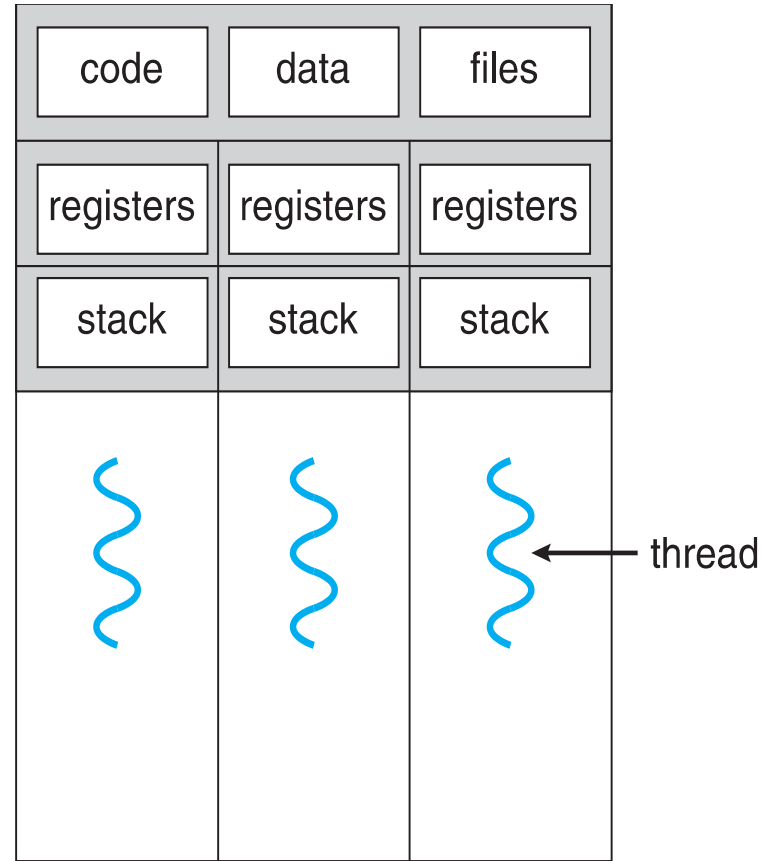 code data files
registers registers registers
stack stack stack
thread